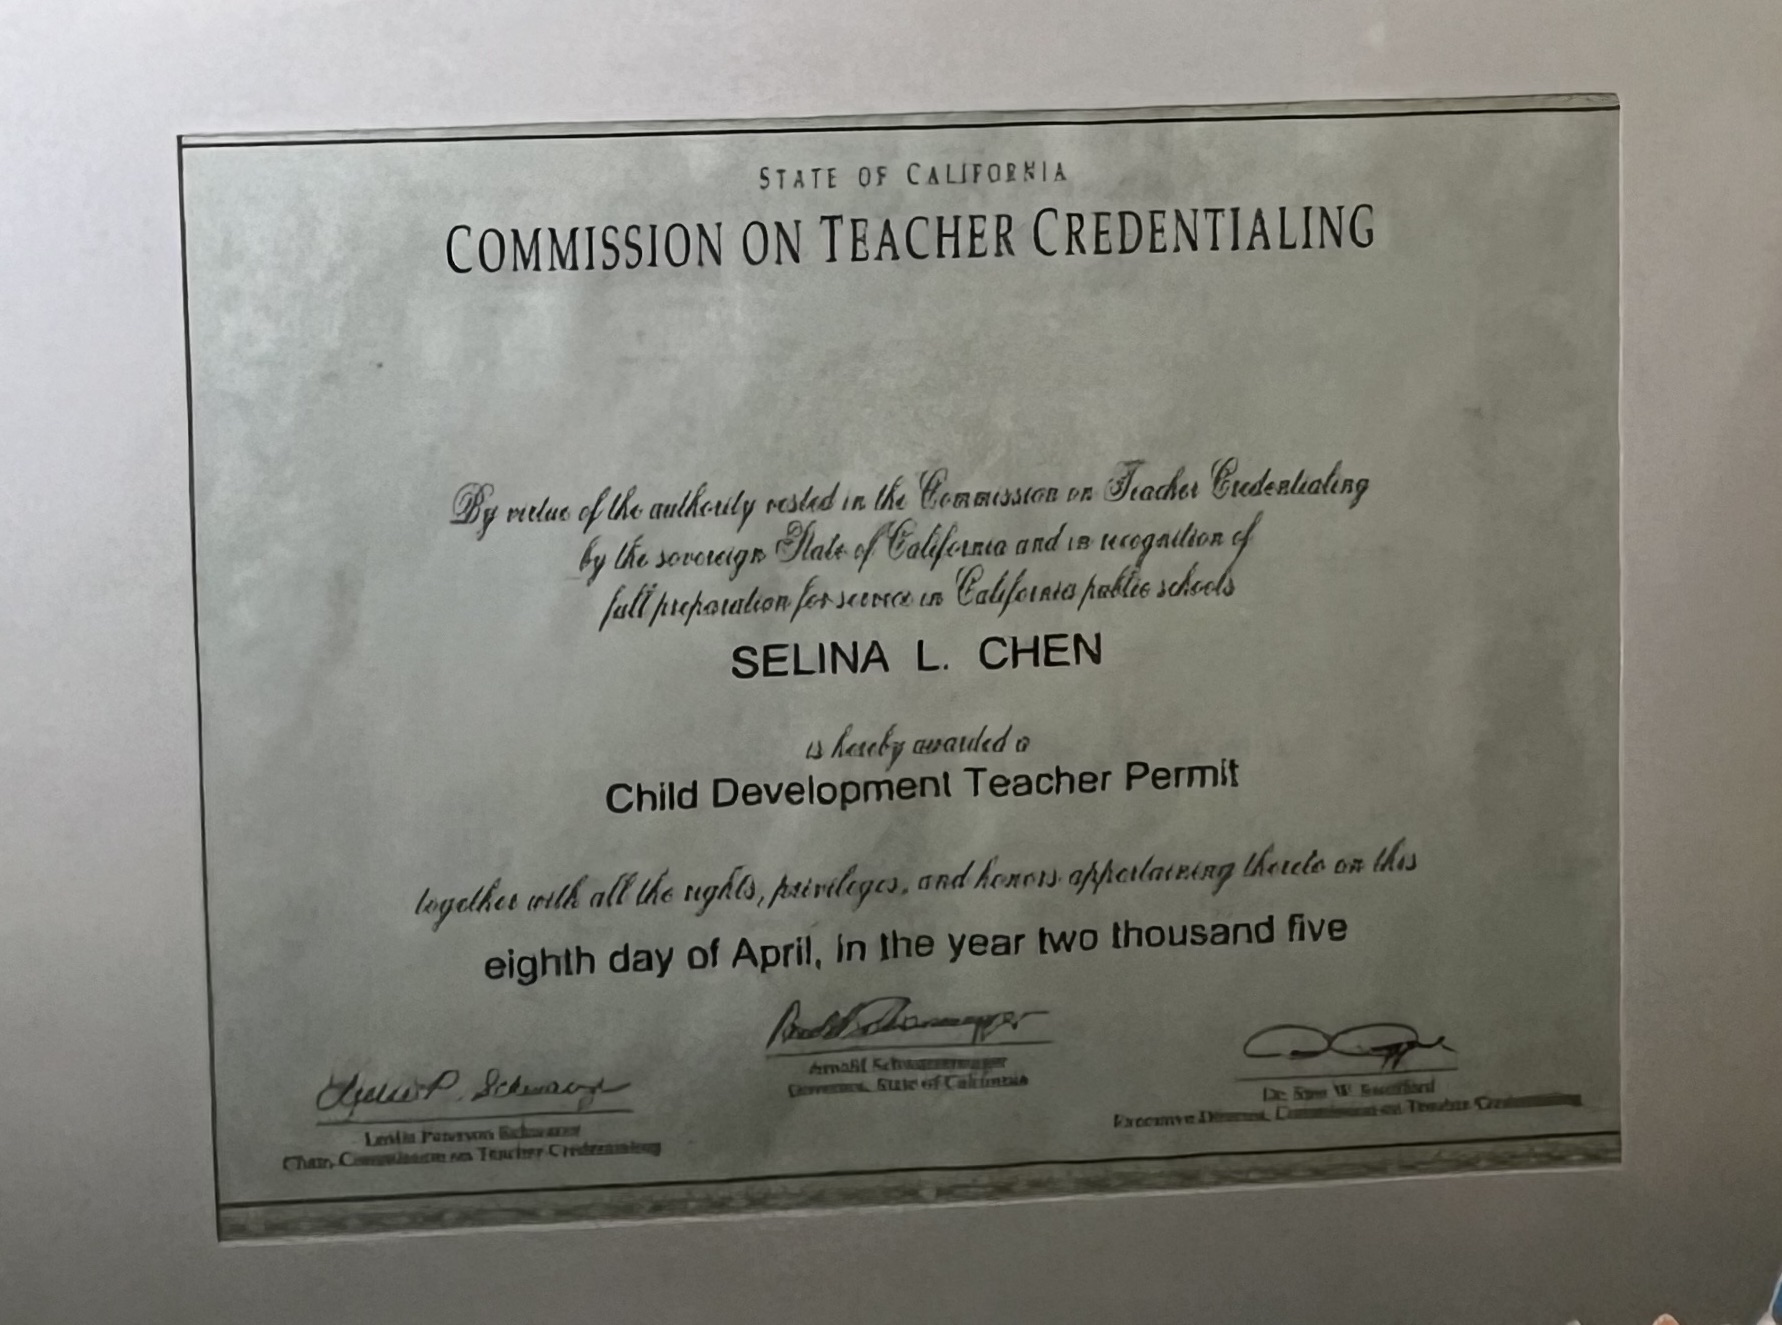 STATE OF CALIFORNIA
COMMISSION ON TEACHER CREDENTIALING
By virtue of the authority vested in the Commission on Teacher Credentialing
by the sovereign State of California and in recognition of
full preparation for service in California public schools
SELINA L. CHEN
is hereby awarded a
Child Development Teacher Permit
together with all the rights, privileges, and honors appertaining thereto on this
eighth day of April, in the year two thousand five
Arnold Schwarzenegger
Governor, State of California
Leslie Peterson Schwarze
Chair, Commission on Teacher Credentialing
Dr. Sam W.
Executive Director, Commission on Teacher Credentialing